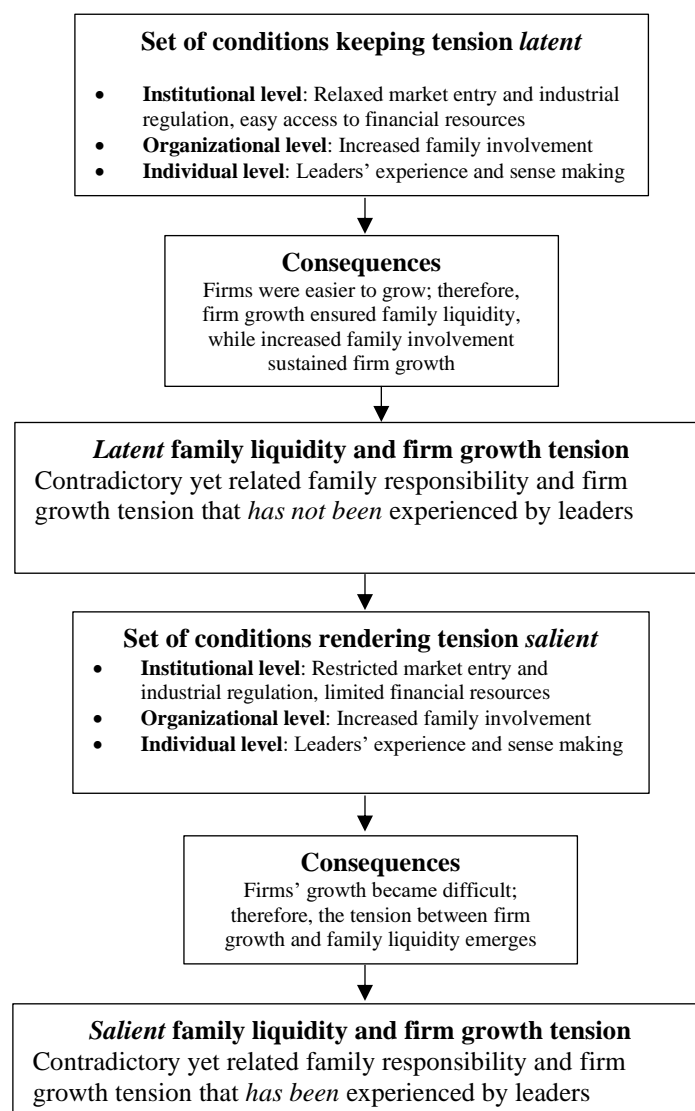 Set of conditions keeping tension latent
• Institutional level: Relaxed market entry and industrial
regulation, easy access to financial resources
• Organizational level: Increased family involvement
• Individual level: Leaders’ experience and sense making
Consequences
Firms were easier to grow; therefore,
firm growth ensured family liquidity,
while increased family involvement
sustained firm growth
Latent family liquidity and firm growth tension
Contradictory yet related family responsibility and firm
growth tension that has not been experienced by leaders
Set of conditions rendering tension salient
• Institutional level: Restricted market entry and
industrial regulation, limited financial resources
• Organizational level: Increased family involvement
• Individual level: Leaders’ experience and sense making
Consequences
Firms’ growth became difficult;
therefore, the tension between firm
growth and family liquidity emerges
Salient family liquidity and firm growth tension
Contradictory yet related family responsibility and firm
growth tension that has been experienced by leaders